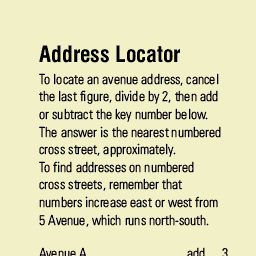 Address Locator
To locate an avenue address, cancel
the last figure, divide by 2, then add
or subtract the key number below.
The answer is the nearest numbered
cross street, approximately.
To find addresses on numbered
cross streets, remember that
numbers increase east or west from
5 Avenue, which runs north-south.
Avenue A add 3